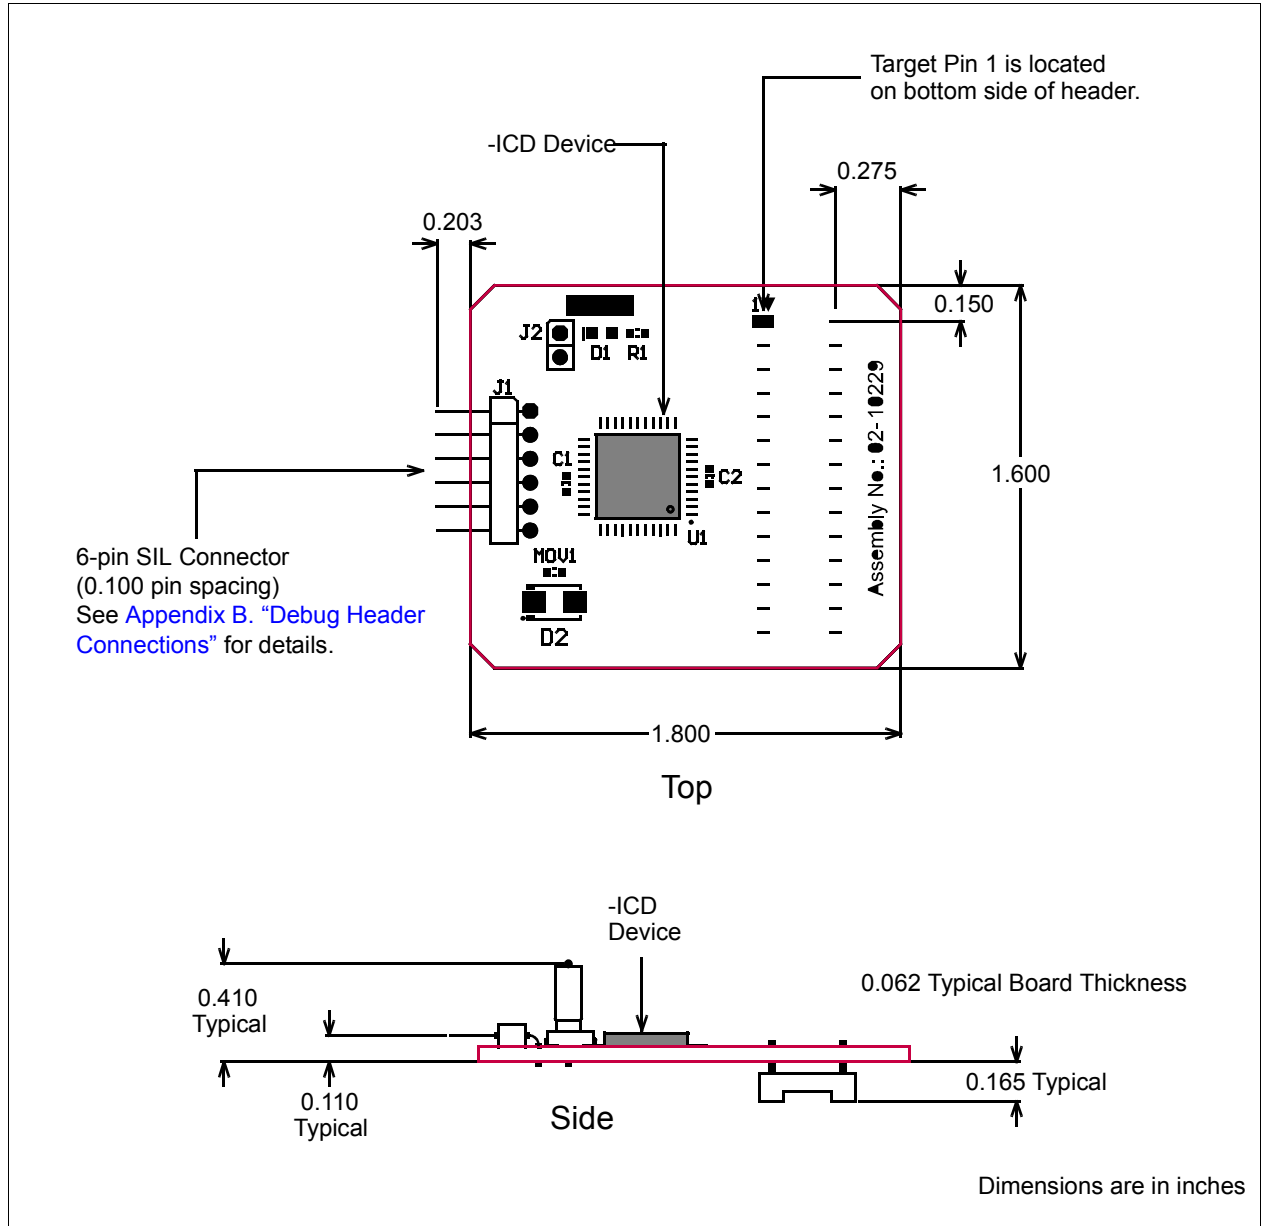 Target Pin 1 is located
on bottom side of header.
-ICD Device
0.275
0.203
0.150
1
J2
D1
R1
J1
C1
C2
U1
MOV1
D2
Assembly No.: 02-10229
1.600
6-pin SIL Connector
(0.100 pin spacing)
See Appendix B. “Debug Header
Connections” for details.
1.800
Top
-ICD
Device
0.062 Typical Board Thickness
0.410
Typical
0.110
Typical
0.165 Typical
Side
Dimensions are in inches